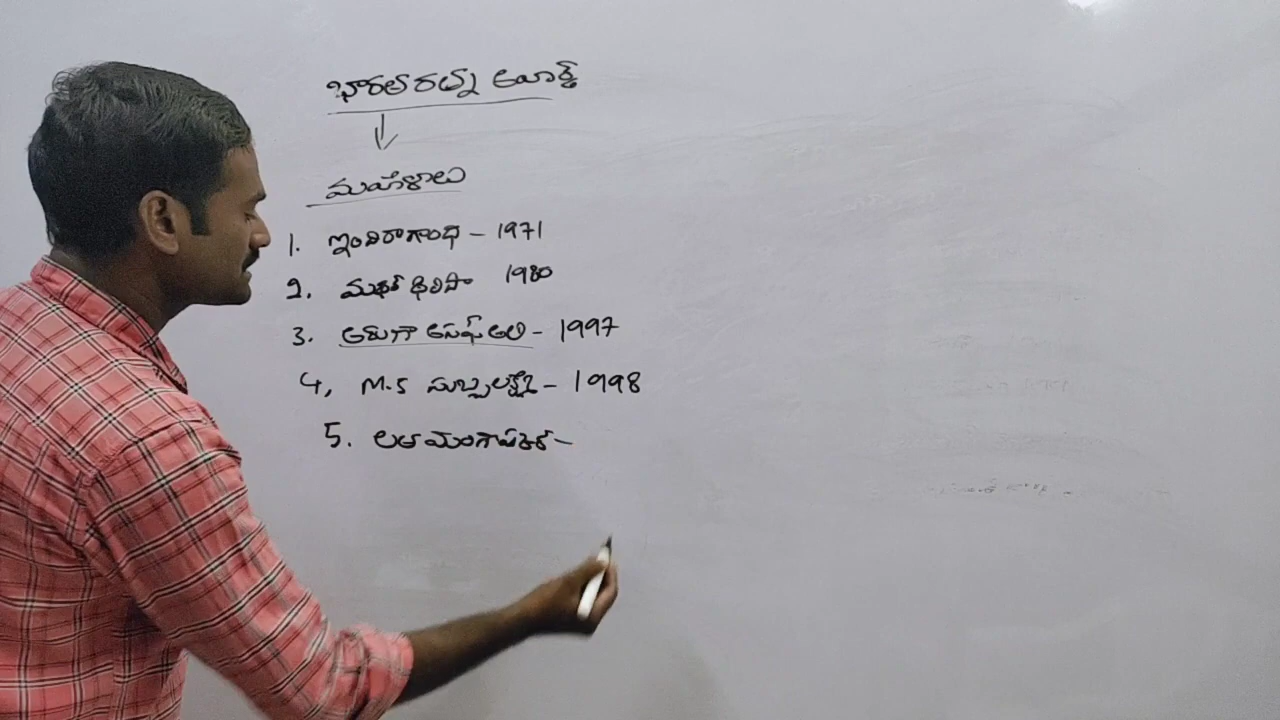 భారతరత్న అవార్డ్
మహిళలు
1. ఇందిరాగాంధి - 1971
2. మథర్ థెరిసా 1980
3. అరుణా అసఫ్ అలి - 1997
4, M.S సుబ్బలక్ష్మి - 1998
5. లతా మంగేష్కర్ -